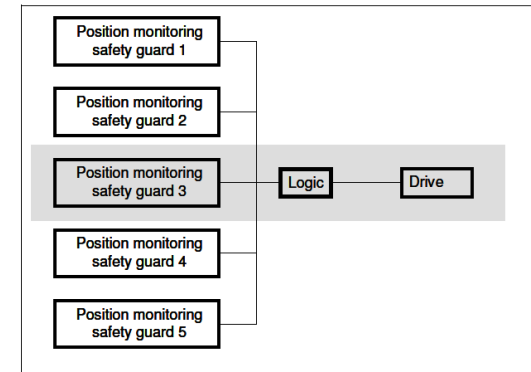 Position monitoring
safety guard 1
Position monitoring
safety guard 2
Position monitoring
safety guard 3
Logic
Drive
Position monitoring
safety guard 4
Position monitoring
safety guard 5